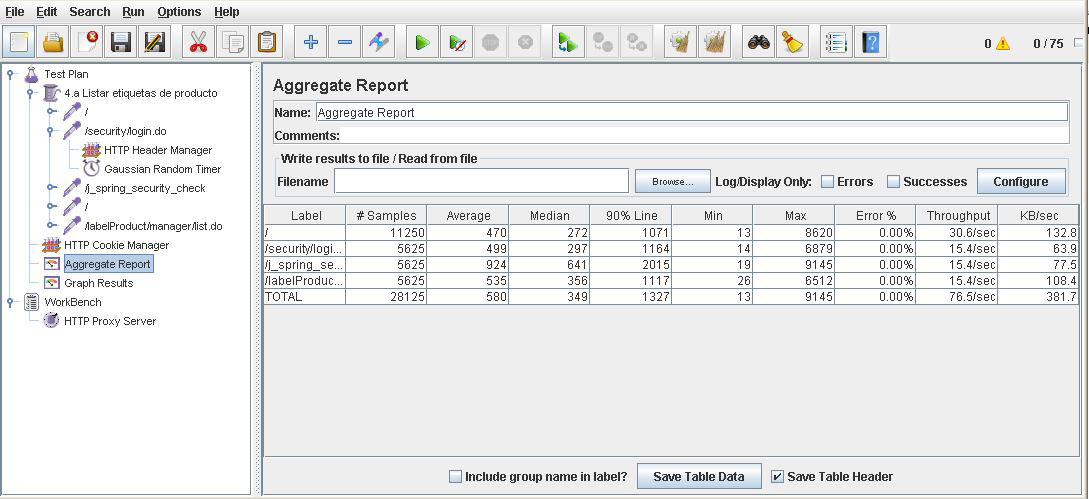 File Edit Search Run Options Help
0 0 / 75
Test Plan
4.a Listar etiquetas de producto
/
/security/login.do
HTTP Header Manager
Gaussian Random Timer
/j_spring_security_check
/
/labelProduct/manager/list.do
HTTP Cookie Manager
Aggregate Report
Graph Results
WorkBench
HTTP Proxy Server
Aggregate Report
Name: Aggregate Report
Comments:
Write results to file / Read from file
Filename Browse... Log/Display Only: Errors Successes Configure
Label # Samples Average Median 90% Line Min Max Error % Throughput KB/sec
/ 11250 470 272 1071 13 8620 0.00% 30.6/sec 132.8
/security/logi... 5625 499 297 1164 14 6879 0.00% 15.4/sec 63.9
/j_spring_se... 5625 924 641 2015 19 9145 0.00% 15.4/sec 77.5
/labelProduc... 5625 535 356 1117 26 6512 0.00% 15.4/sec 108.4
TOTAL 28125 580 349 1327 13 9145 0.00% 76.5/sec 381.7
Include group name in label? Save Table Data Save Table Header